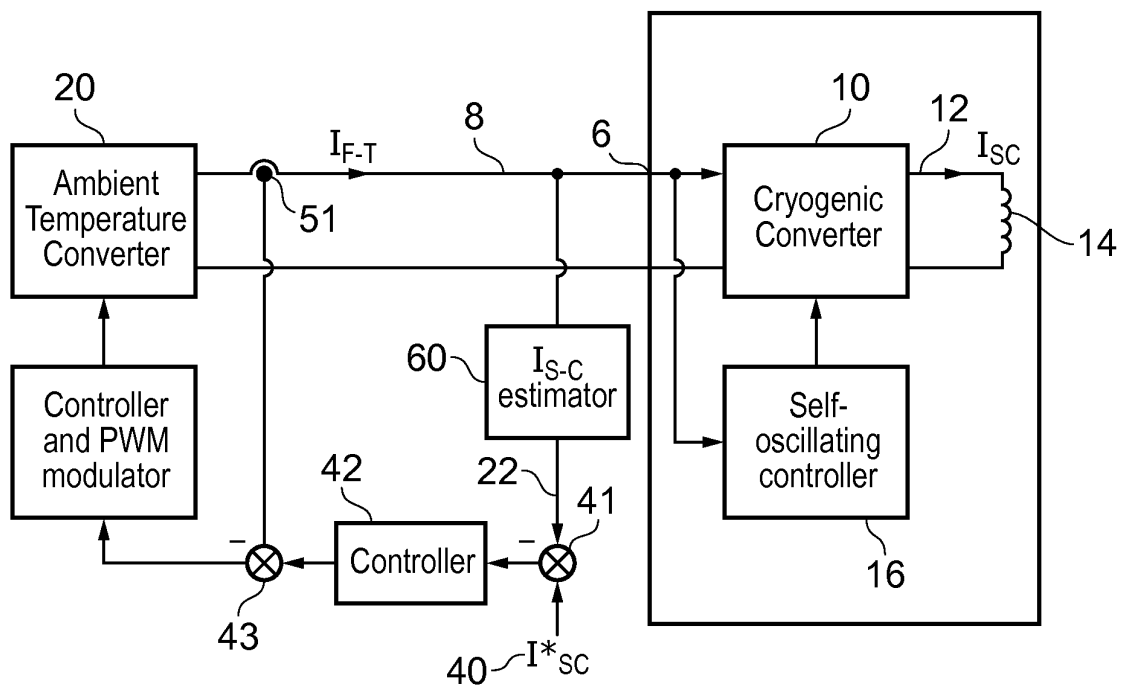 20
8
6
10
12
I_F-T
I_SC
Ambient
Temperature
Converter
51
Cryogenic
Converter
14
60
I_S-C
estimator
Controller
and PWM
modulator
Self-
oscillating
controller
42
22
41
–
–
Controller
16
43
40
I*_SC